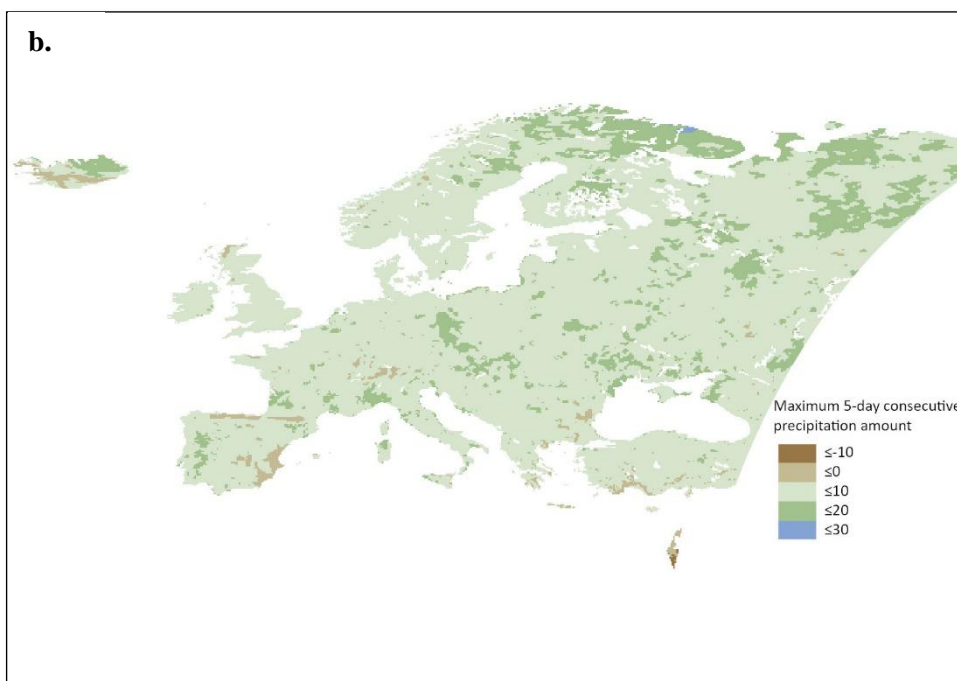 b.
Maximum 5-day consecutive
precipitation amount
≤-10
≤0
≤10
≤20
≤30